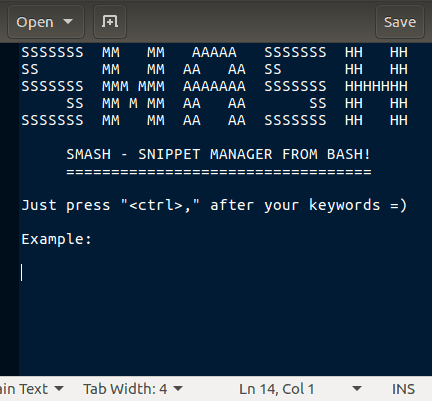 Open Save
SSSSSSS  MM   MM   AAAAA   SSSSSSS  HH   HH
SS       MM   MM  AA   AA  SS       HH   HH
SSSSSSS  MMM MMM  AAAAAAA  SSSSSSS  HHHHHHH
     SS  MM M MM  AA   AA       SS  HH   HH
SSSSSSS  MM   MM  AA   AA  SSSSSSS  HH   HH
SMASH - SNIPPET MANAGER FROM BASH!
==================================
Just press "<ctrl>," after your keywords =)
Example:
ain Text Tab Width: 4 Ln 14, Col 1 INS